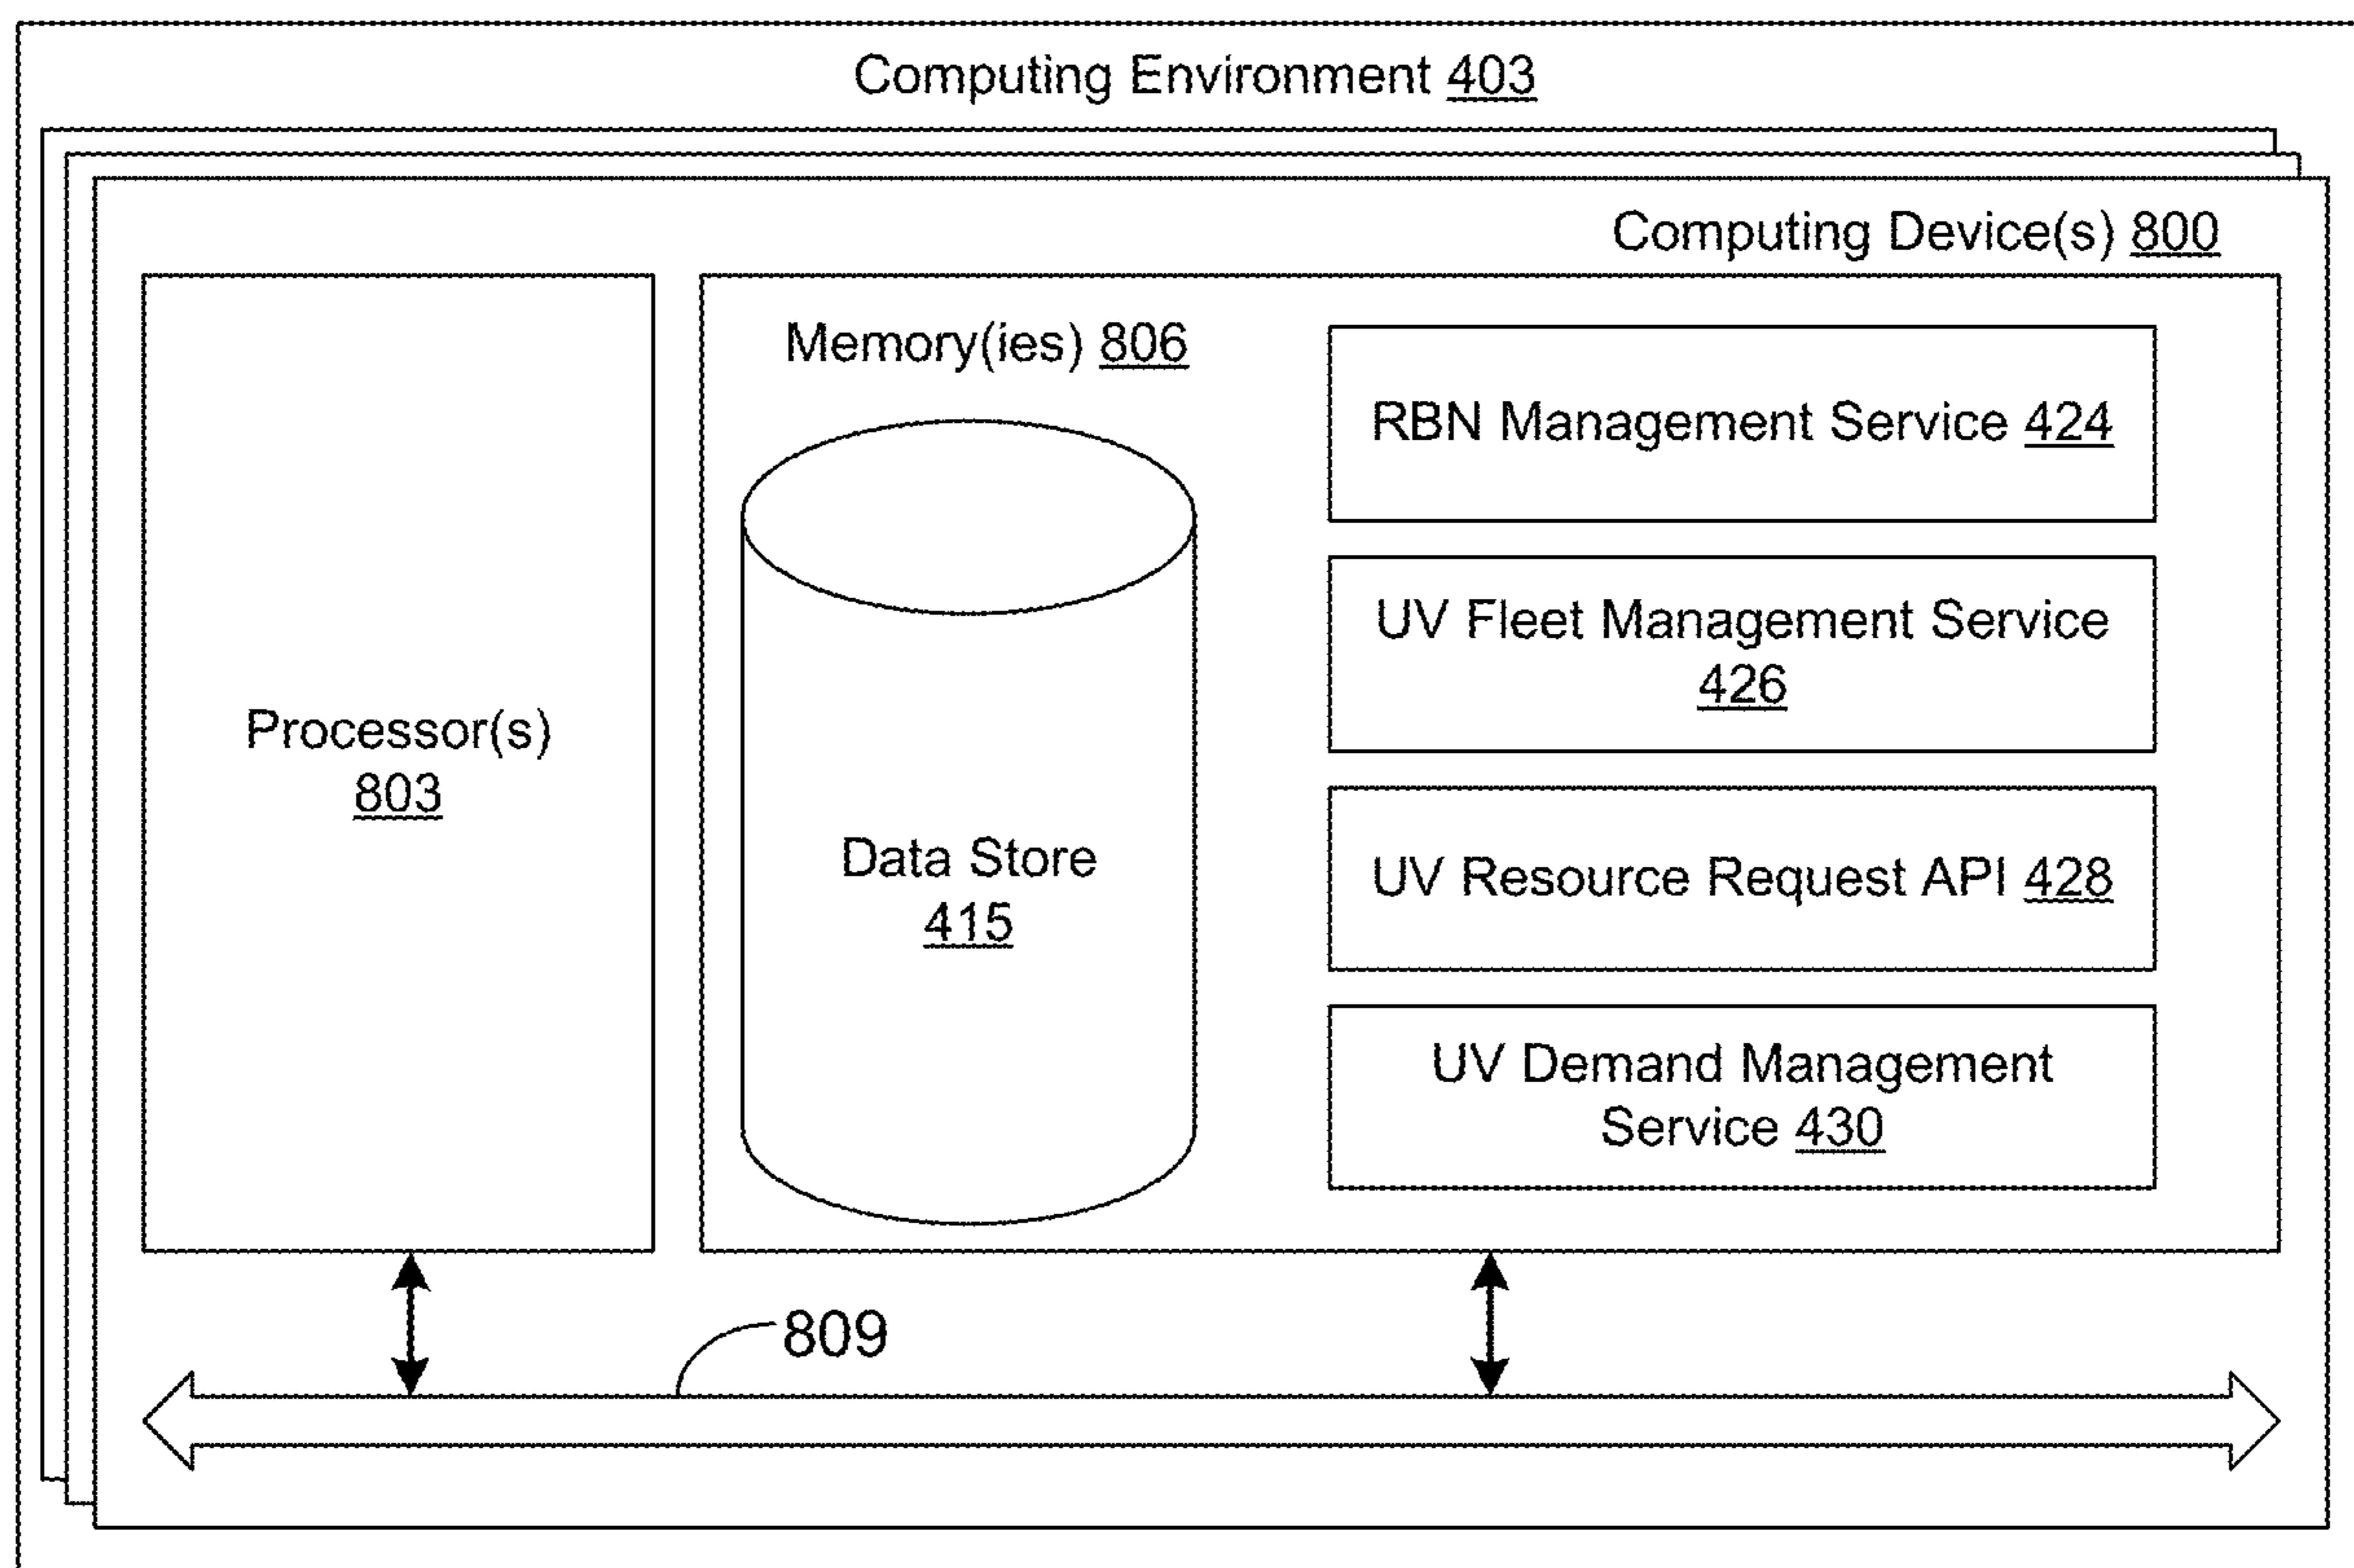 Computing Environment 403
Computing Device(s) 800
Memory(ies) 806
RBN Management Service 424
UV Fleet Management Service
426
Processor(s)
803
Data Store
415
UV Resource Request API 428
UV Demand Management
Service 430
809